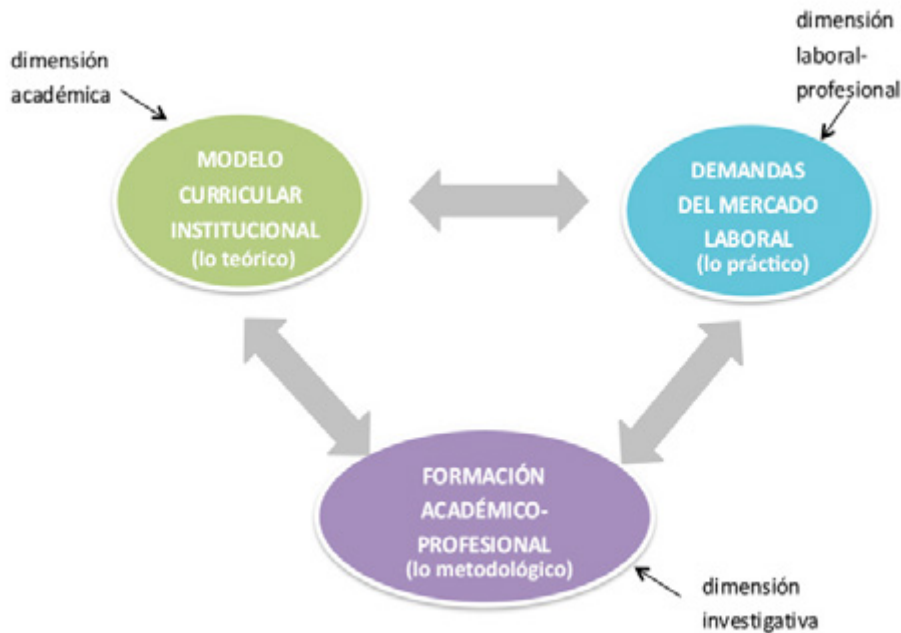 dimensión
académica
dimensión
laboral-
profesional
MODELO
CURRICULAR
INSTITUCIONAL
(lo teórico)
DEMANDAS
DEL MERCADO
LABORAL
(lo práctico)
FORMACIÓN
ACADÉMICO-
PROFESIONAL
(lo metodológico)
dimensión
investigativa